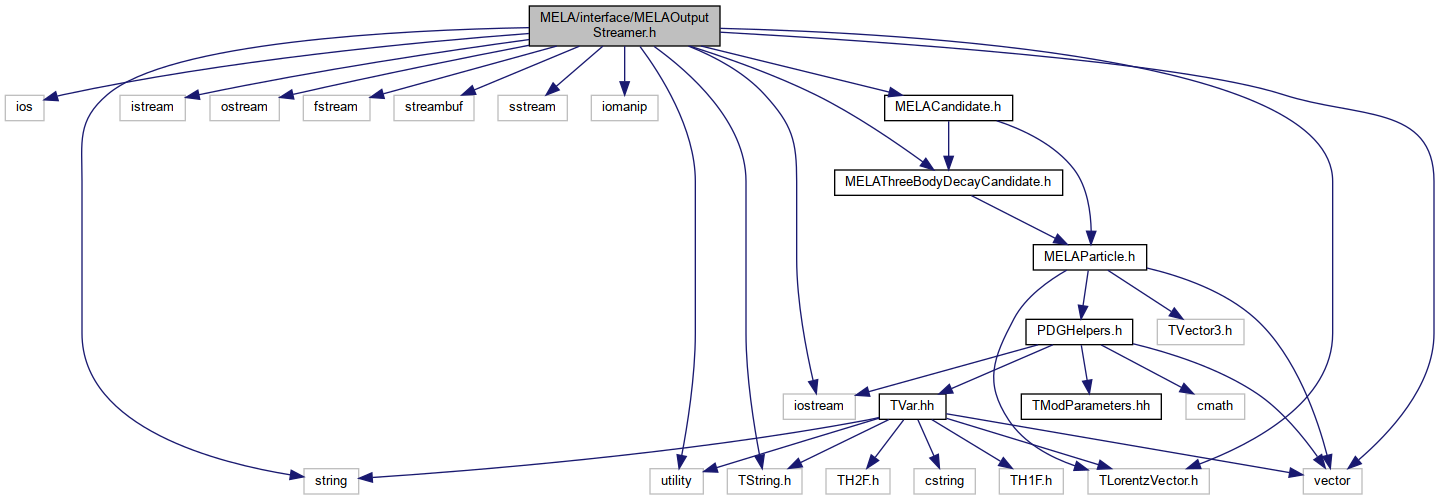 MELA/interface/MELAOutput
Streamer.h
ios
istream
ostream
fstream
streambuf
sstream
iomanip
MELACandidate.h
MELAThreeBodyDecayCandidate.h
MELAParticle.h
PDGHelpers.h
TVector3.h
iostream
TVar.hh
TModParameters.hh
cmath
string
utility
TString.h
TH2F.h
cstring
TH1F.h
TLorentzVector.h
vector